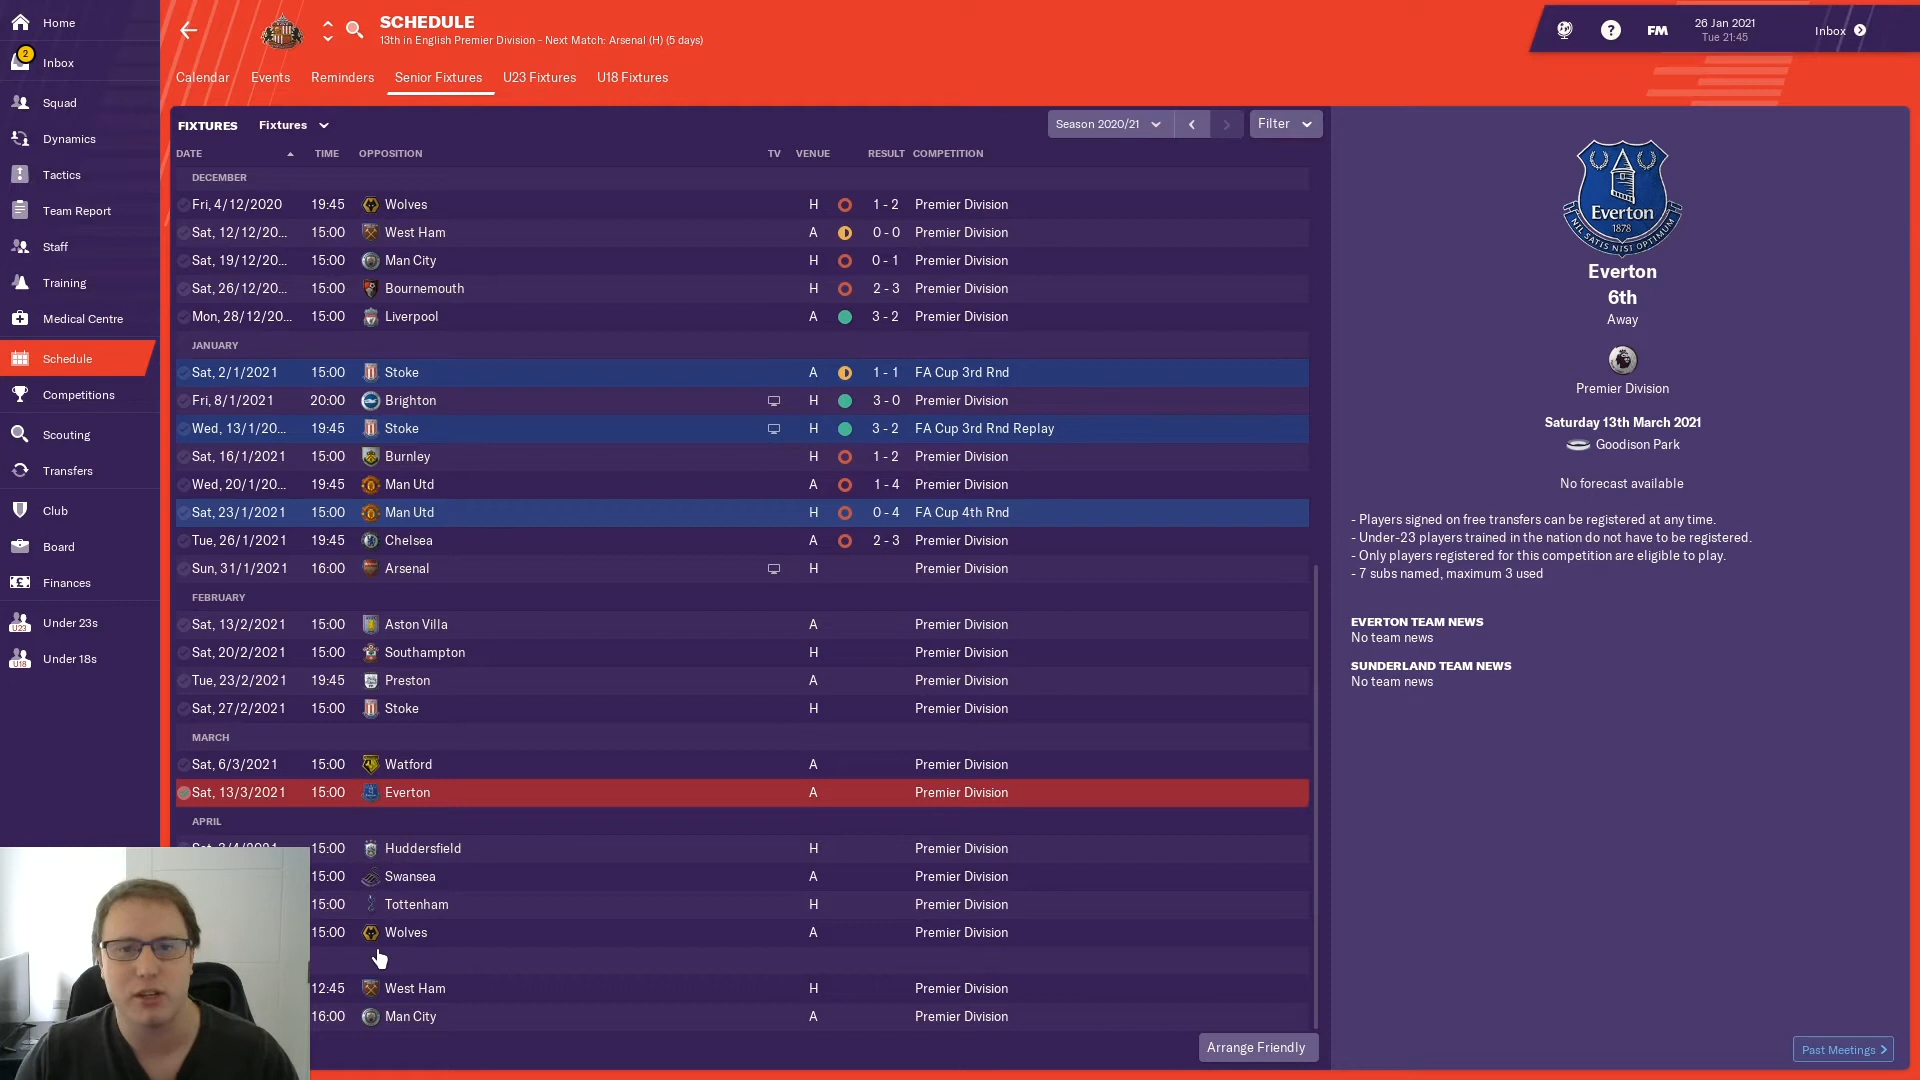 Home
2
Inbox
Squad
Dynamics
Tactics
Team Report
Staff
Training
Medical Centre
Schedule
Competitions
Scouting
Transfers
Club
Board
Finances
U23 Under 23s
U18 Under 18s
SCHEDULE
13th in English Premier Division - Next Match: Arsenal (H) (5 days)
? FM 26 Jan 2021
Tue 21:45
Inbox
Calendar Events Reminders Senior Fixtures U23 Fixtures U18 Fixtures
FIXTURES Fixtures Season 2020/21 Filter
DATE TIME OPPOSITION TV VENUE RESULT COMPETITION
DECEMBER
Fri, 4/12/2020 19:45 Wolves H 1 - 2 Premier Division
Sat, 12/12/20... 15:00 West Ham A 0 - 0 Premier Division
Sat, 19/12/20... 15:00 Man City H 0 - 1 Premier Division
Sat, 26/12/20... 15:00 Bournemouth H 2 - 3 Premier Division
Mon, 28/12/20... 15:00 Liverpool A 3 - 2 Premier Division
JANUARY
Sat, 2/1/2021 15:00 Stoke A 1 - 1 FA Cup 3rd Rnd
Fri, 8/1/2021 20:00 Brighton H 3 - 0 Premier Division
Wed, 13/1/20... 19:45 Stoke H 3 - 2 FA Cup 3rd Rnd Replay
Sat, 16/1/2021 15:00 Burnley H 1 - 2 Premier Division
Wed, 20/1/20... 19:45 Man Utd A 1 - 4 Premier Division
Sat, 23/1/2021 15:00 Man Utd H 0 - 4 FA Cup 4th Rnd
Tue, 26/1/2021 19:45 Chelsea A 2 - 3 Premier Division
Sun, 31/1/2021 16:00 Arsenal H Premier Division
FEBRUARY
Sat, 13/2/2021 15:00 Aston Villa A Premier Division
Sat, 20/2/2021 15:00 Southampton H Premier Division
Tue, 23/2/2021 19:45 Preston A Premier Division
Sat, 27/2/2021 15:00 Stoke H Premier Division
MARCH
Sat, 6/3/2021 15:00 Watford A Premier Division
Sat, 13/3/2021 15:00 Everton A Premier Division
APRIL
Sat, 3/4/2021 15:00 Huddersfield H Premier Division
15:00 Swansea A Premier Division
15:00 Tottenham H Premier Division
15:00 Wolves A Premier Division
12:45 West Ham H Premier Division
16:00 Man City A Premier Division
Arrange Friendly
Everton
1878
NIL SATIS NISI OPTIMUM
Everton
6th
Away
Premier Division
Saturday 13th March 2021
Goodison Park
No forecast available
- Players signed on free transfers can be registered at any time.
- Under-23 players trained in the nation do not have to be registered.
- Only players registered for this competition are eligible to play.
- 7 subs named, maximum 3 used
EVERTON TEAM NEWS
No team news
SUNDERLAND TEAM NEWS
No team news
Past Meetings